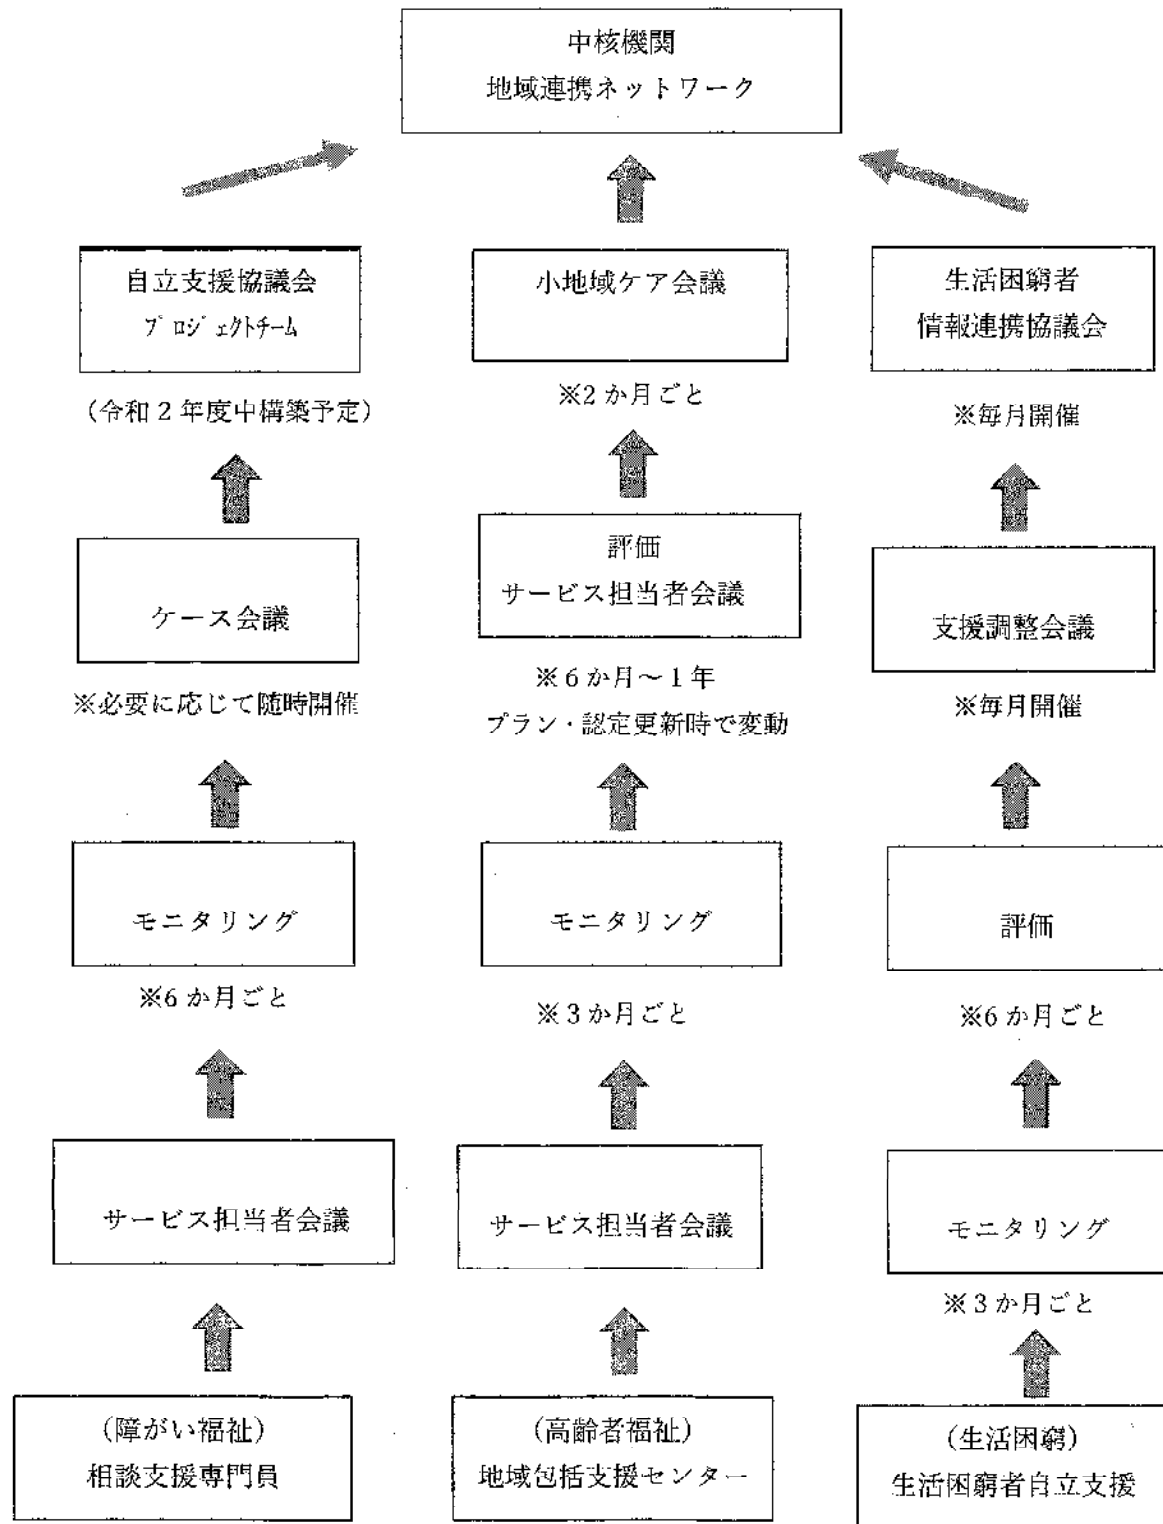 中核機関
地域連携ネットワーク
自立支援協議会
プロジェクトチーム
(令和2年度中構築予定)
小地域ケア会議
※2か月ごと
生活困窮者
情報連携協議会
※毎月開催
ケース会議
※必要に応じて随時開催
評価
サービス担当者会議
※6か月～1年
プラン・認定更新時で変動
支援調整会議
※毎月開催
モニタリング
※6か月ごと
モニタリング
※3か月ごと
評価
※6か月ごと
サービス担当者会議
サービス担当者会議
モニタリング
※3か月ごと
(障がい福祉)
相談支援専門員
(高齢者福祉)
地域包括支援センター
(生活困窮)
生活困窮者自立支援